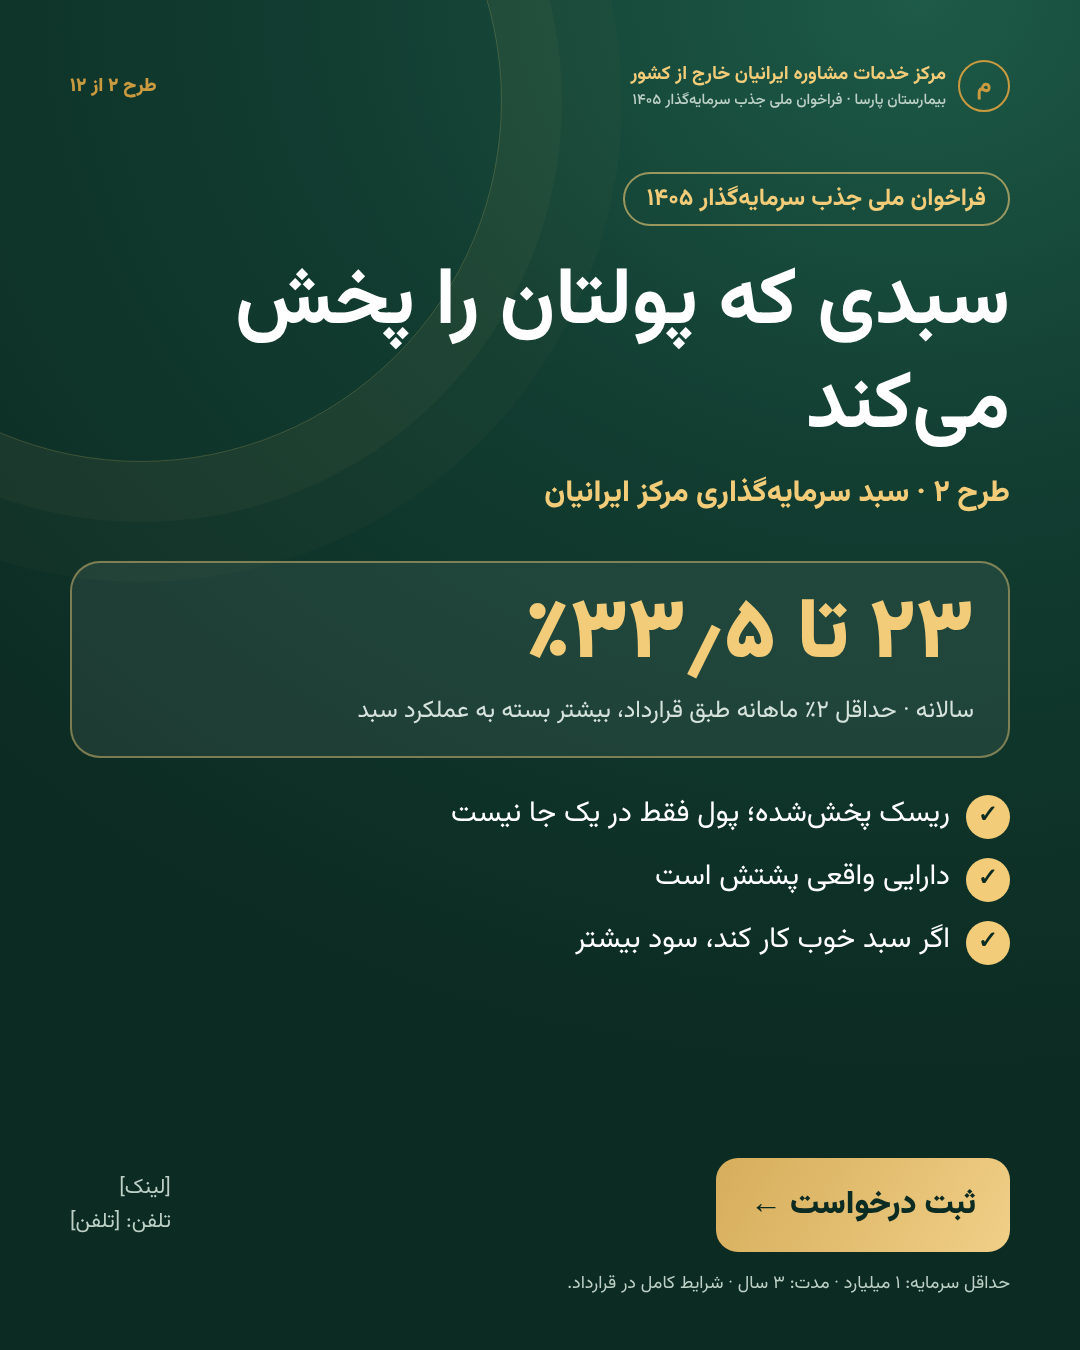 م
مرکز خدمات مشاوره ایرانیان خارج از کشور
بیمارستان پارسا · فراخوان ملی جذب سرمایه‌گذار ۱۴۰۵
طرح ۲ از ۱۲
فراخوان ملی جذب سرمایه‌گذار ۱۴۰۵
سبدی که پولتان را پخش
می‌کند
طرح ۲ · سبد سرمایه‌گذاری مرکز ایرانیان
۲۳ تا ۳۳٫۵٪
سالانه · حداقل ۲٪ ماهانه طبق قرارداد، بیشتر بسته به عملکرد سبد
✓ ریسک پخش‌شده؛ پول فقط در یک جا نیست
✓ دارایی واقعی پشتش است
✓ اگر سبد خوب کار کند، سود بیشتر
ثبت درخواست ←
[لینک]
تلفن: [تلفن]
حداقل سرمایه: ۱ میلیارد · مدت: ۳ سال · شرایط کامل در قرارداد.